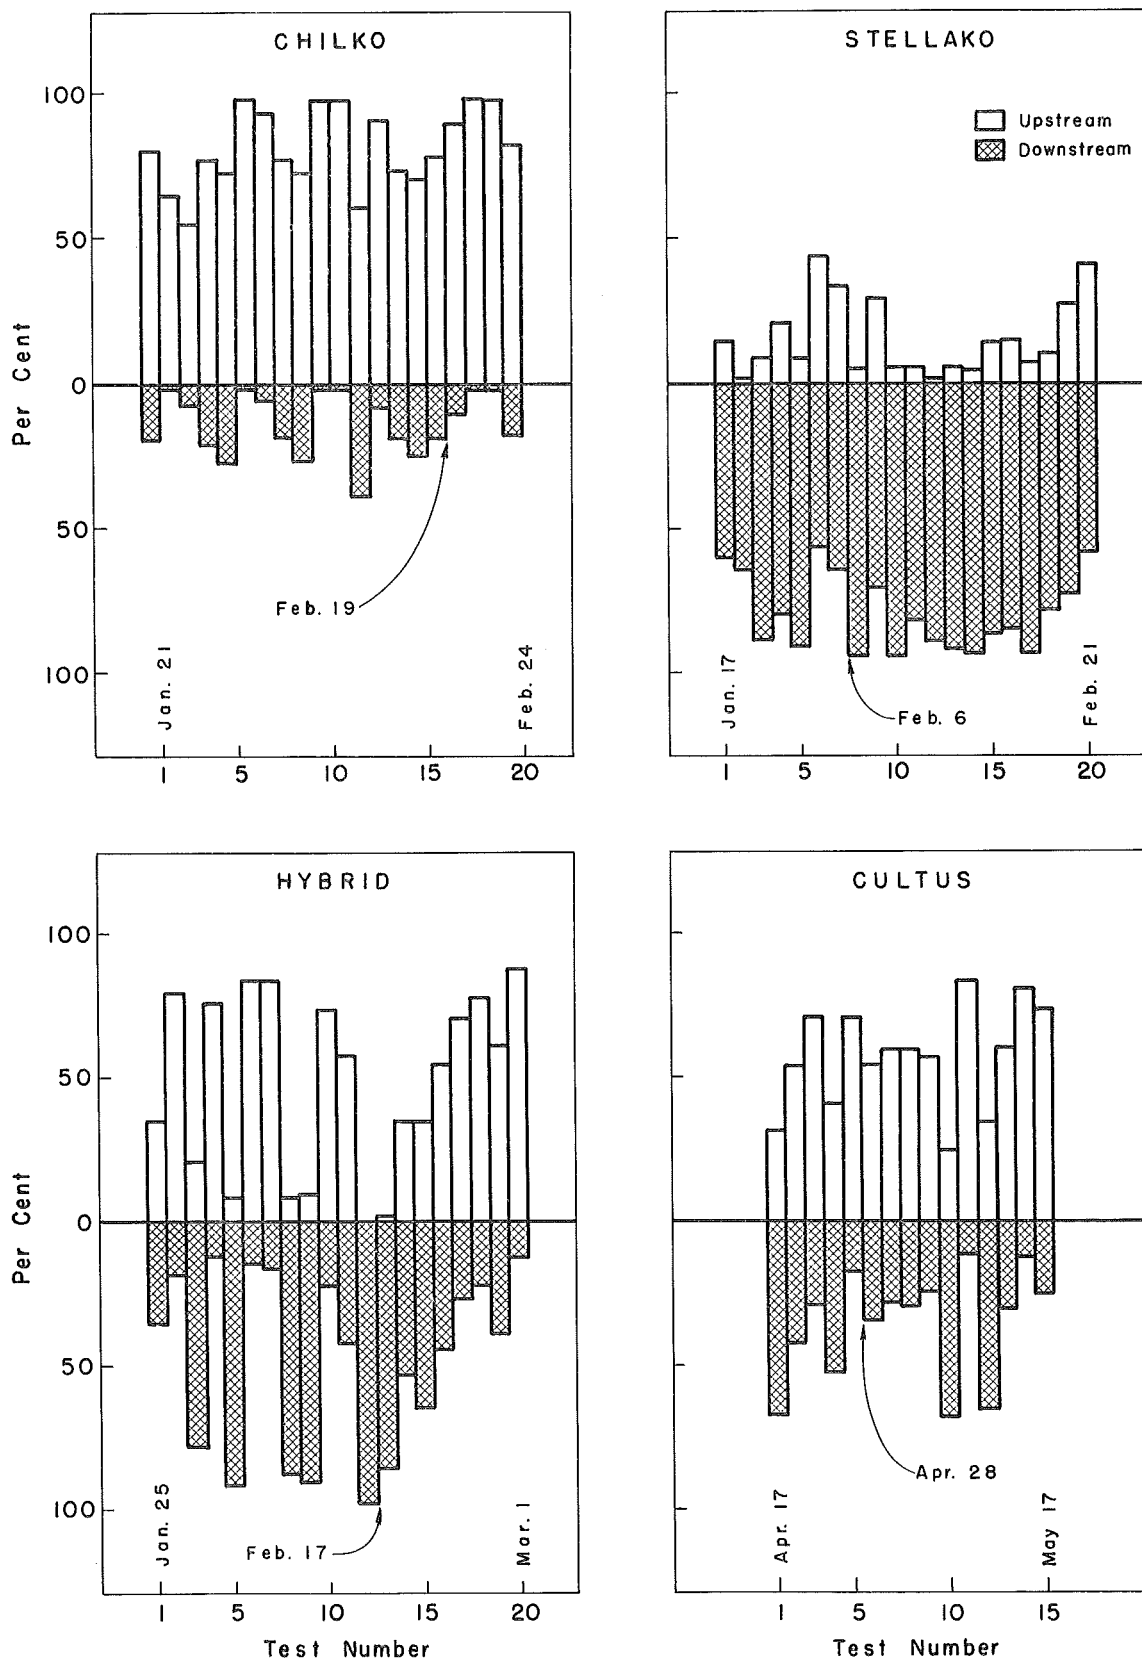 CHILKO
100
50
0
50
100
Per Cent
Feb. 19
Jan. 21
Feb. 24
1 5 10 15 20
STELLAKO
Upstream
Downstream
Jan. 17
Feb. 6
Feb. 21
1 5 10 15 20
HYBRID
100
50
0
50
100
Per Cent
Jan. 25
Feb. 17
Mar. 1
1 5 10 15 20
Test Number
CULTUS
Apr. 17
Apr. 28
May 17
1 5 10 15
Test Number